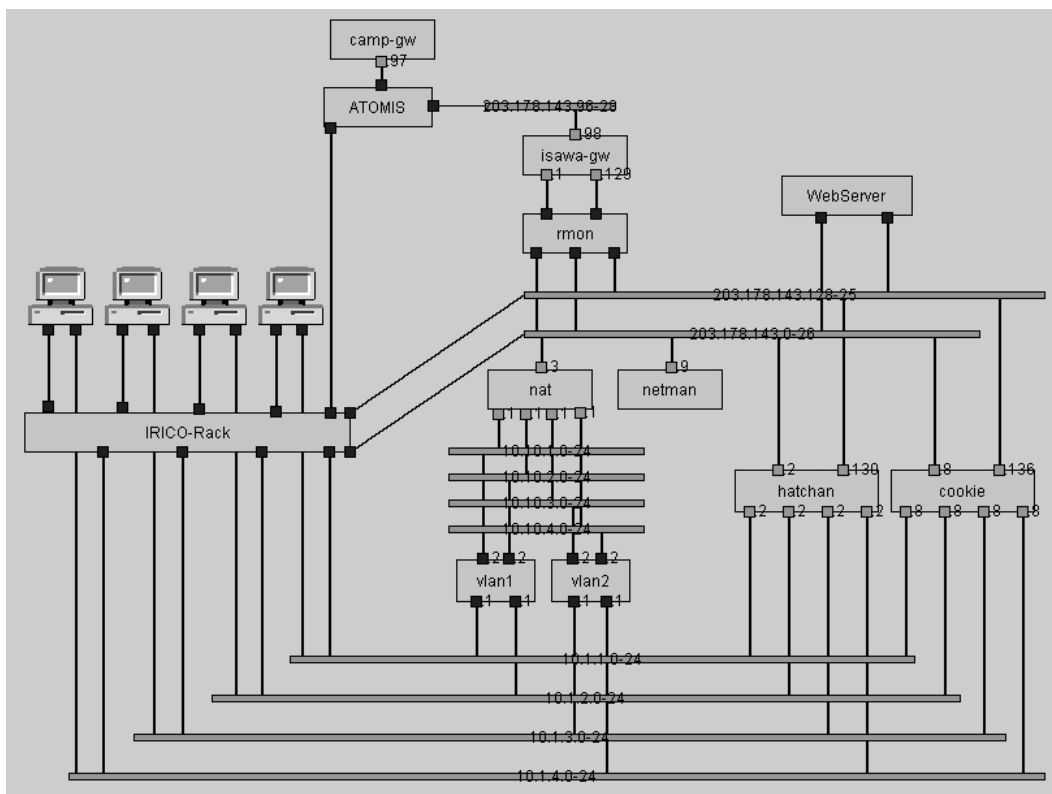 camp-gw
.97
ATOMIS
203.178.143.96-28
.98
isawa-gw
.1 .129
WebServer
rmon
203.178.143.128-25
203.178.143.0-26
.3 .9
nat netman
.1 .1 .1 .1
IRICO-Rack
10.10.1.0-24
10.10.2.0-24
.2 .130 .8 .136
hatchan cookie
10.10.3.0-24
.2 .2 .2 .2 .8 .8 .8 .8
10.10.4.0-24
.2 .2 .2 .2
vlan1 vlan2
.1 .1 .1 .1
10.1.1.0-24
10.1.2.0-24
10.1.3.0-24
10.1.4.0-24